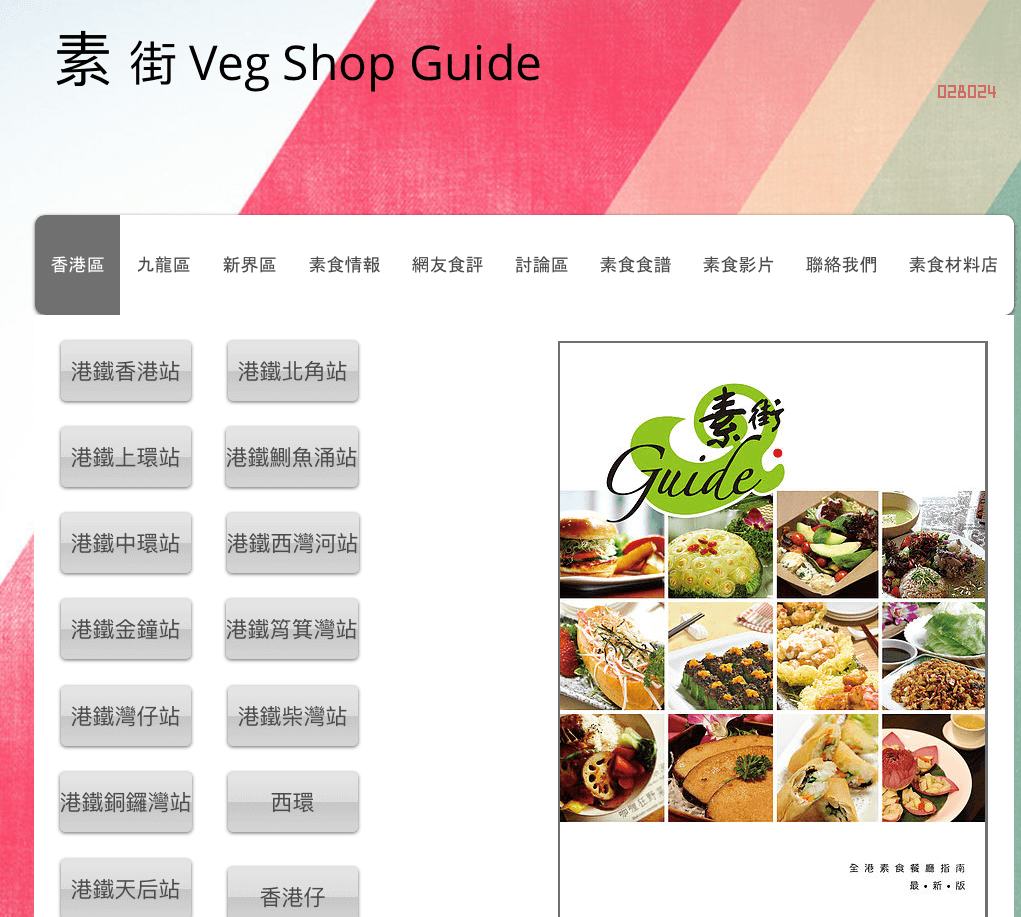 素 街 Veg Shop Guide
028024
香港區 九龍區 新界區 素食情報 網友食評 討論區 素食食譜 素食影片 聯絡我們 素食材料店
港鐵香港站 港鐵北角站
港鐵上環站 港鐵鰂魚涌站
港鐵中環站 港鐵西灣河站
港鐵金鐘站 港鐵筲箕灣站
港鐵灣仔站 港鐵柴灣站
港鐵銅鑼灣站 西環
港鐵天后站 香港仔
素街
Guide
全港素食餐廳指南
最•新•版